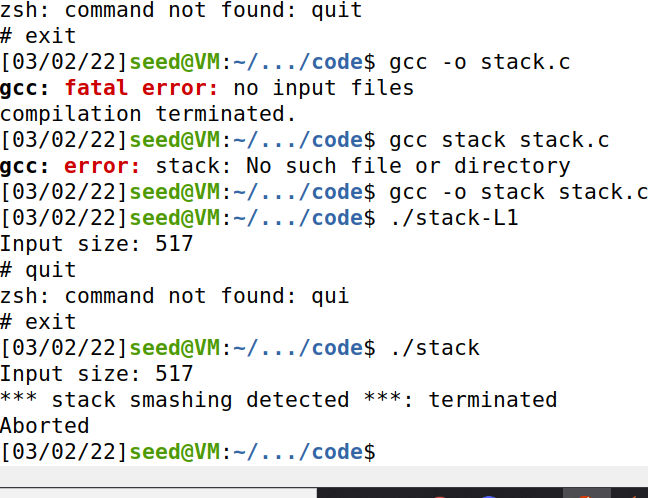 zsh: command not found: quit
# exit
[03/02/22]seed@VM:~/.../code$ gcc -o stack.c
gcc: fatal error: no input files
compilation terminated.
[03/02/22]seed@VM:~/.../code$ gcc stack stack.c
gcc: error: stack: No such file or directory
[03/02/22]seed@VM:~/.../code$ gcc -o stack stack.c
[03/02/22]seed@VM:~/.../code$ ./stack-L1
Input size: 517
# quit
zsh: command not found: qui
# exit
[03/02/22]seed@VM:~/.../code$ ./stack
Input size: 517
*** stack smashing detected ***: terminated
Aborted
[03/02/22]seed@VM:~/.../code$